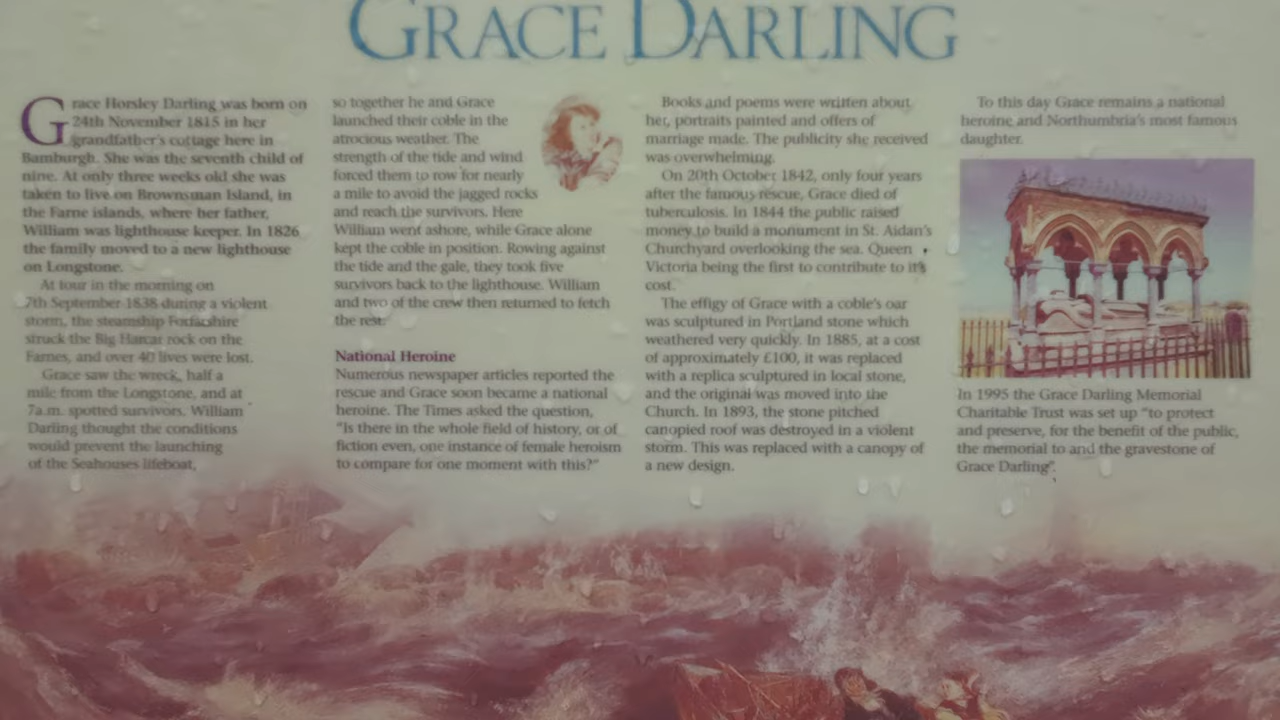 GRACE DARLING
Grace Horsley Darling was born on
24th November 1815 in her
grandfather's cottage here in
Bamburgh. She was the seventh child of
nine. At only three weeks old she was
taken to live on Brownsman Island, in
the Farne islands, where her father,
William was lighthouse keeper. In 1826
the family moved to a new lighthouse
on Longstone.
At four in the morning on
7th September 1838 during a violent
storm, the steamship Forfarshire
struck the Big Harcar rock on the
Farnes, and over 40 lives were lost.
Grace saw the wreck, half a
mile from the Longstone, and at
7a.m. spotted survivors. William
Darling thought the conditions
would prevent the launching
of the Seahouses lifeboat,
so together he and Grace
launched their coble in the
atrocious weather. The
strength of the tide and wind
forced them to row for nearly
a mile to avoid the jagged rocks
and reach the survivors. Here
William went ashore, while Grace alone
kept the coble in position. Rowing against
the tide and the gale, they took five
survivors back to the lighthouse. William
and two of the crew then returned to fetch
the rest.
National Heroine
Numerous newspaper articles reported the
rescue and Grace soon became a national
heroine. The Times asked the question,
"Is there in the whole field of history, or of
fiction even, one instance of female heroism
to compare for one moment with this?"
Books and poems were written about
her, portraits painted and offers of
marriage made. The publicity she received
was overwhelming.
On 20th October 1842, only four years
after the famous rescue, Grace died of
tuberculosis. In 1844 the public raised
money to build a monument in St. Aidan's
Churchyard overlooking the sea. Queen
Victoria being the first to contribute to it's
cost.
The effigy of Grace with a coble's oar
was sculptured in Portland stone which
weathered very quickly. In 1885, at a cost
of approximately £100, it was replaced
with a replica sculptured in local stone,
and the original was moved into the
Church. In 1893, the stone pitched
canopied roof was destroyed in a violent
storm. This was replaced with a canopy of
a new design.
To this day Grace remains a national
heroine and Northumbria's most famous
daughter.
In 1995 the Grace Darling Memorial
Charitable Trust was set up "to protect
and preserve, for the benefit of the public,
the memorial to and the gravestone of
Grace Darling".